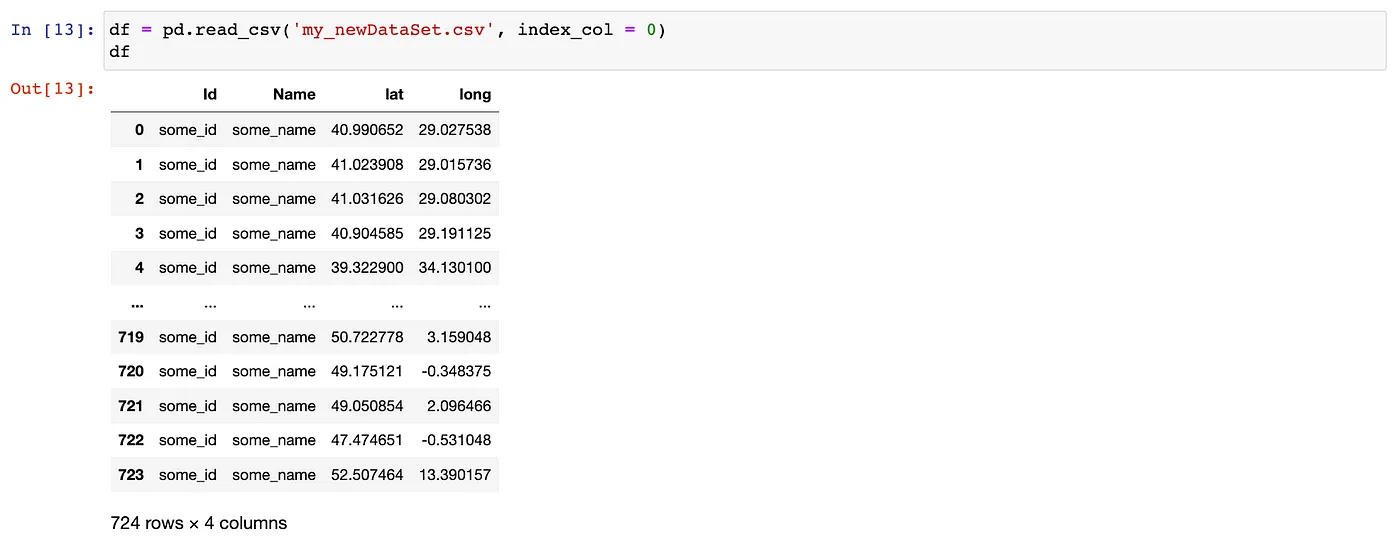 In [13]: df = pd.read_csv('my_newDataSet.csv', index_col = 0)
df
Out[13]:
Id Name lat long
0 some_id some_name 40.990652 29.027538
1 some_id some_name 41.023908 29.015736
2 some_id some_name 41.031626 29.080302
3 some_id some_name 40.904585 29.191125
4 some_id some_name 39.322900 34.130100
... ... ... ... ...
719 some_id some_name 50.722778 3.159048
720 some_id some_name 49.175121 -0.348375
721 some_id some_name 49.050854 2.096466
722 some_id some_name 47.474651 -0.531048
723 some_id some_name 52.507464 13.390157
724 rows × 4 columns